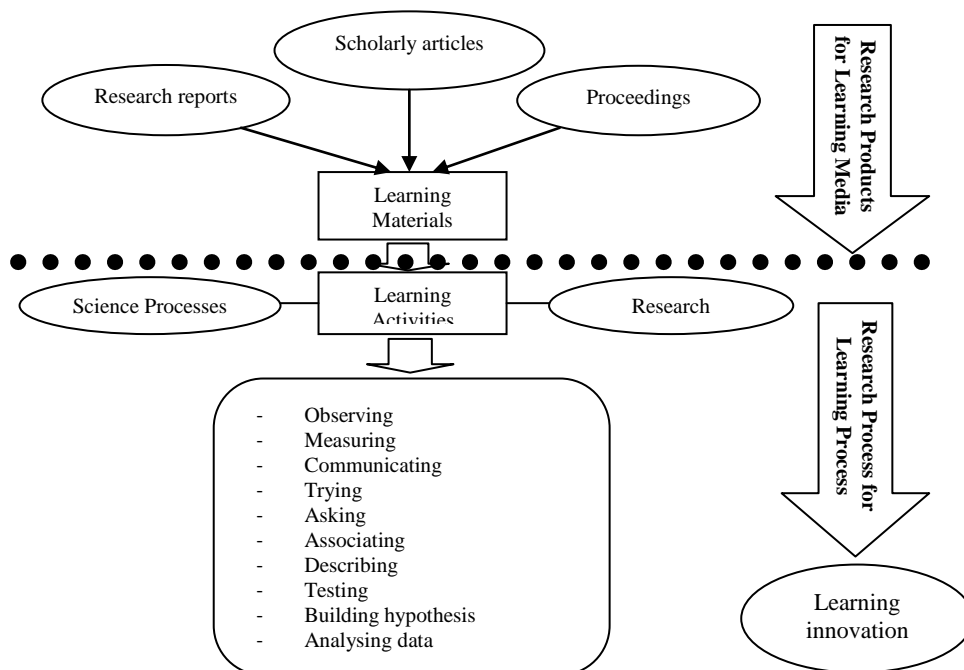 Scholarly articles
Research reports
Proceedings
Research Products
for Learning Media
Learning
Materials
Science Processes
Learning
Activities
Research
Research Process for
Learning Process
- Observing
- Measuring
- Communicating
- Trying
- Asking
- Associating
- Describing
- Testing
- Building hypothesis
- Analysing data
Learning
innovation